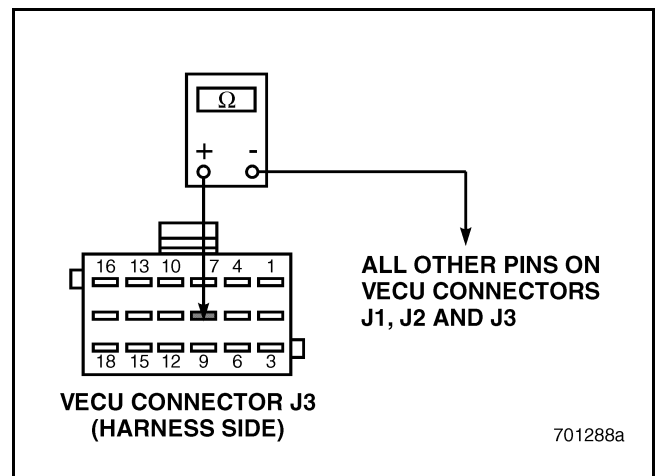 Ω
+ -
16 13 10 7 4 1
18 15 12 9 6 3
ALL OTHER PINS ON
VECU CONNECTORS
J1, J2 AND J3
VECU CONNECTOR J3
(HARNESS SIDE)
701288a